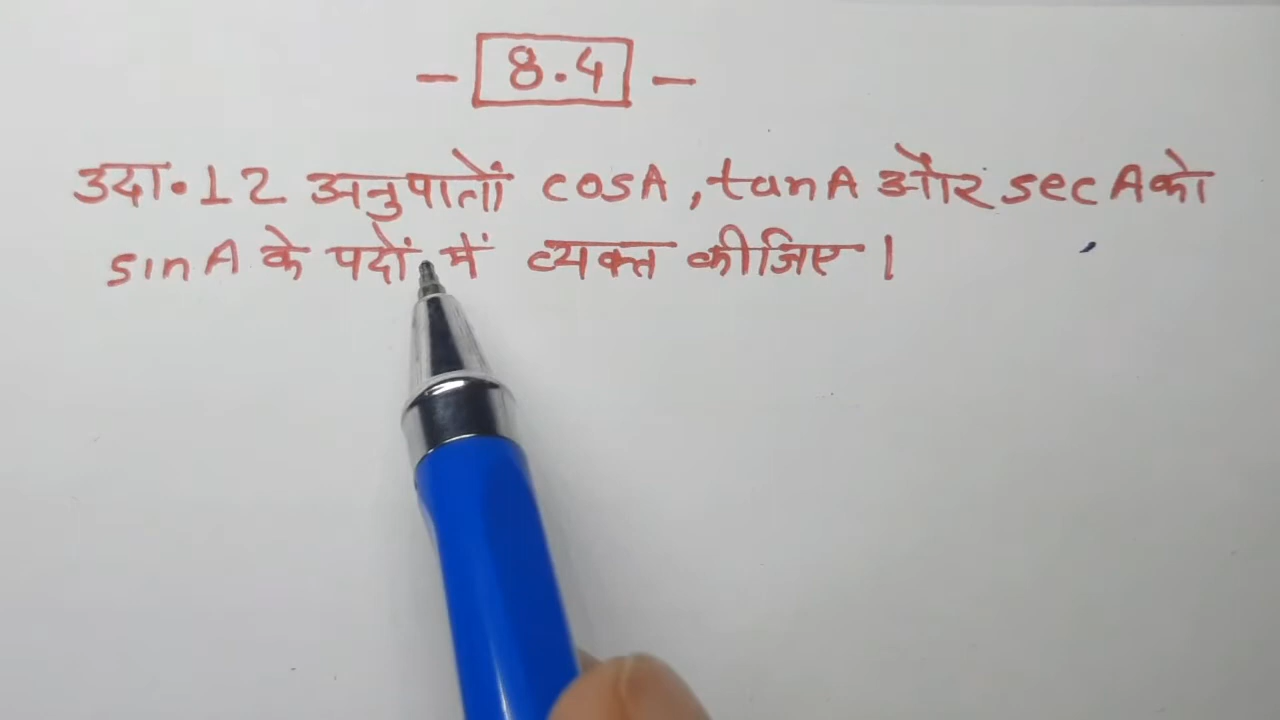 - 8.4 -
उदा. 12 अनुपातों cosA, tanA और secA को
sinA के पदों में व्यक्त कीजिए।